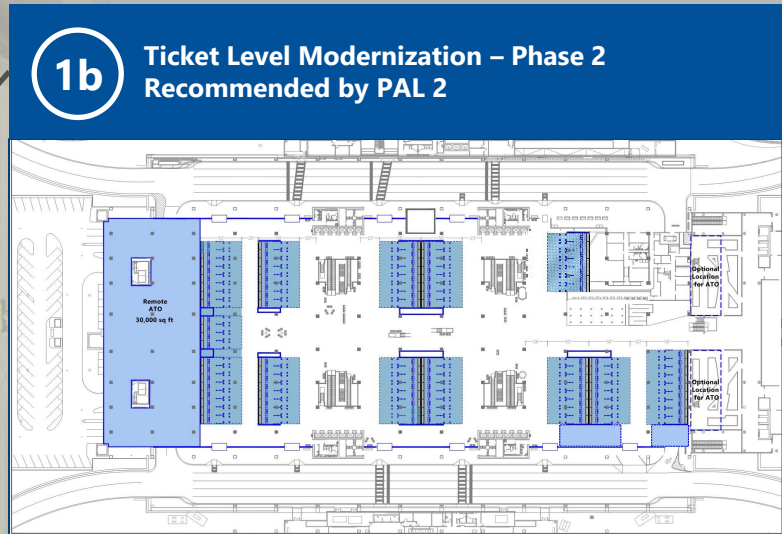 1b
Ticket Level Modernization – Phase 2
Recommended by PAL 2
Remote
ATO
30,000 sq ft
Optional
Location
for ATO
Optional
Location
for ATO